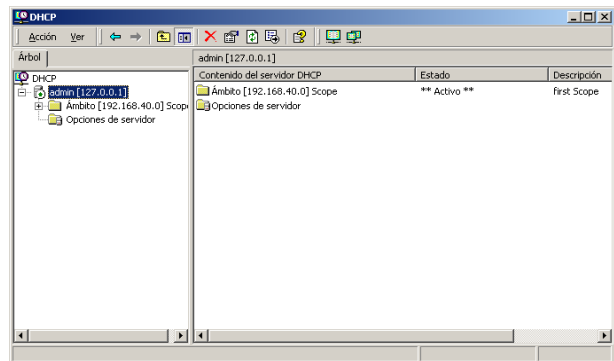 DHCP
Acción Ver
Árbol
admin [127.0.0.1]
DHCP
admin [127.0.0.1]
Ámbito [192.168.40.0] Scope
Opciones de servidor
Contenido del servidor DHCP Estado Descripción
Ámbito [192.168.40.0] Scope ** Activo ** first Scope
Opciones de servidor